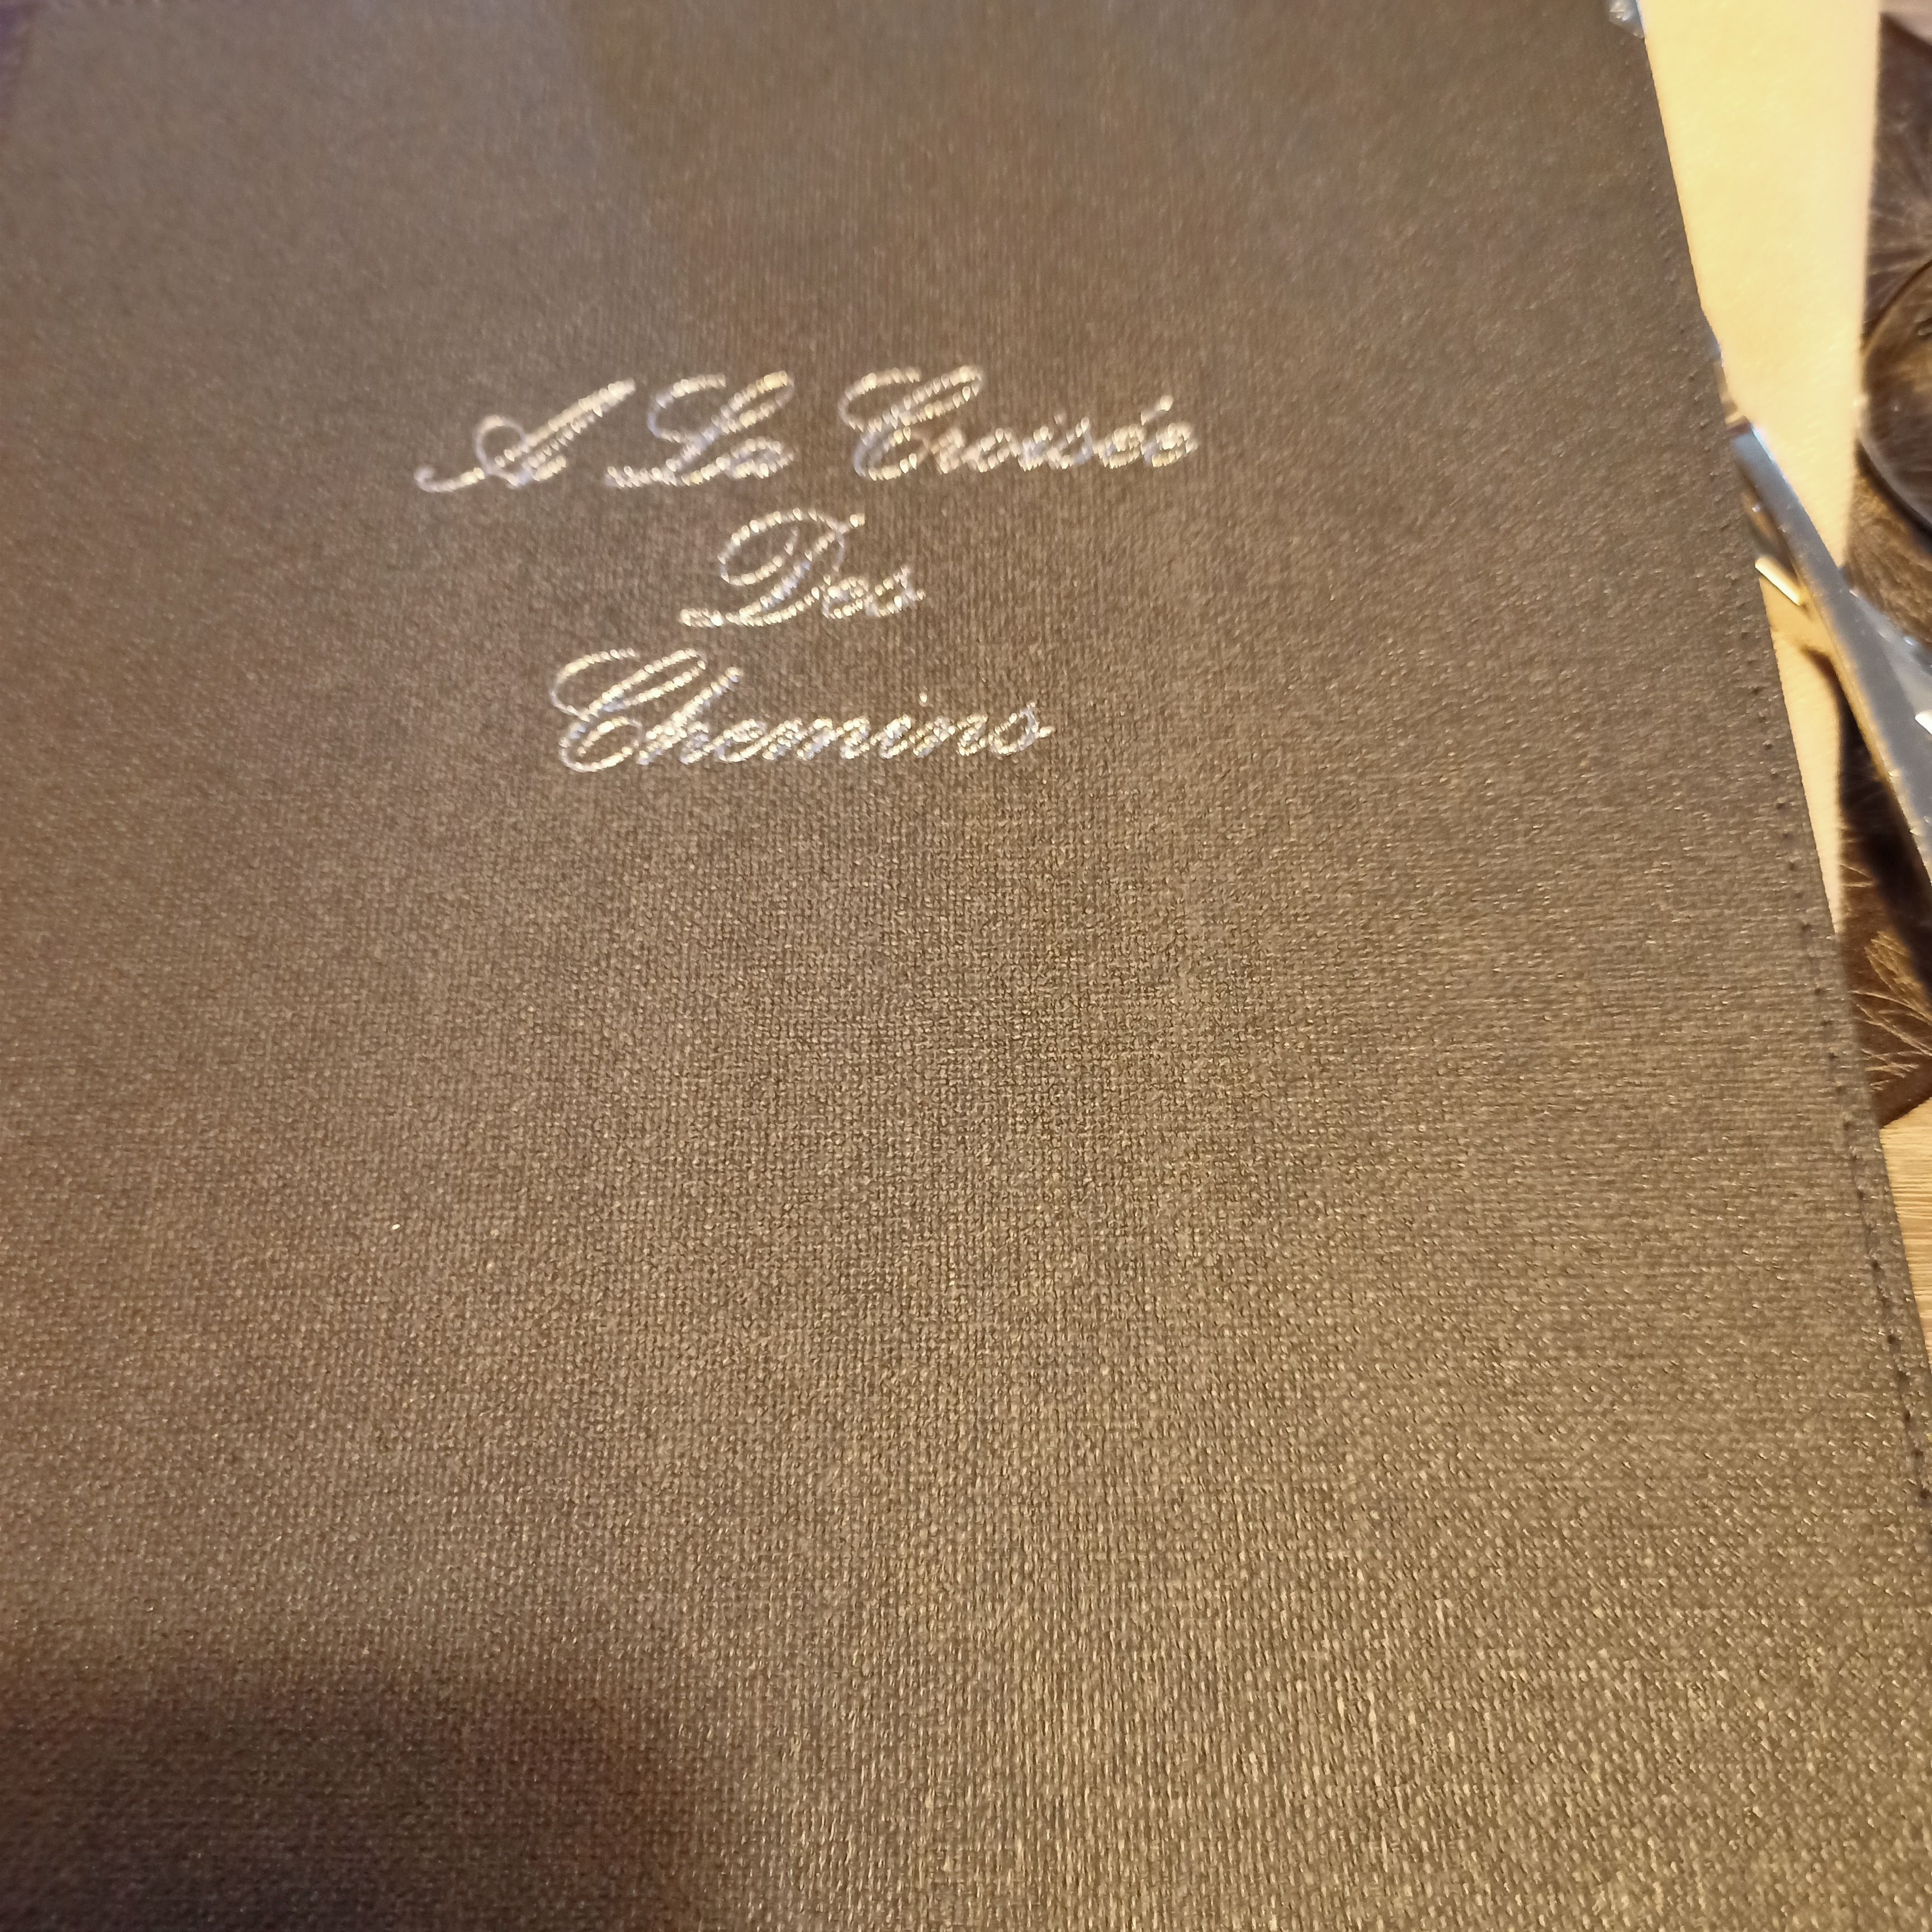 A La Croisée
Des
Chemins